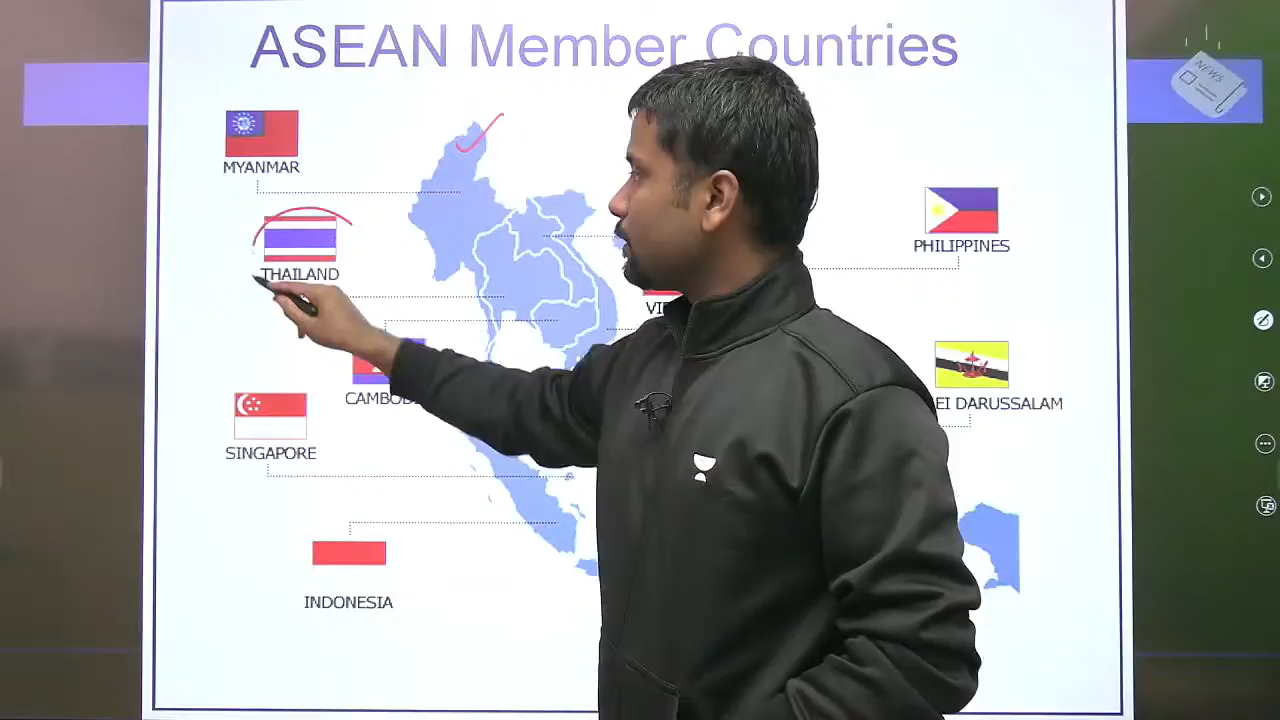 ASEAN Member Countries
NEWS
MYANMAR
THAILAND
PHILIPPINES
SINGAPORE
INDONESIA